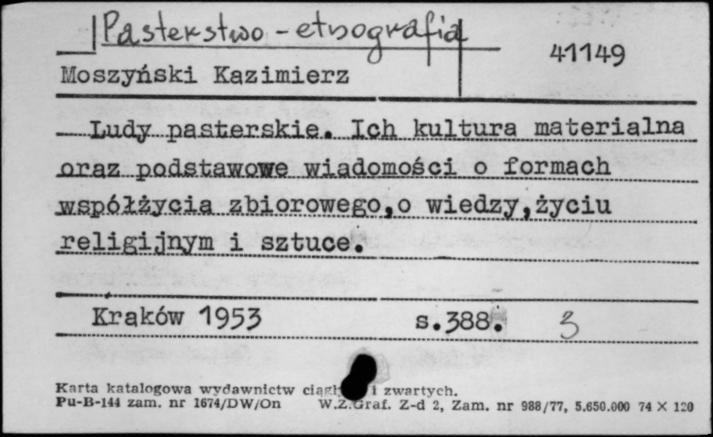 Pasterstwo - etnografia
41149
Moszyński Kazimierz
Ludy pasterskie. Ich kultura materialna
oraz podstawowe wiadomości o formach
współżycia zbiorowego,o wiedzy,życiu
religijnym i sztuce.
Kraków 1953 s.388. 3
Karta katalogowa wydawnictw i zwartych.
Pu-B-144 zam. nr 1674/DW/On W.Z.Graf. Z-d 2, Zam. nr 988/77, 5.650.000 74 X 120